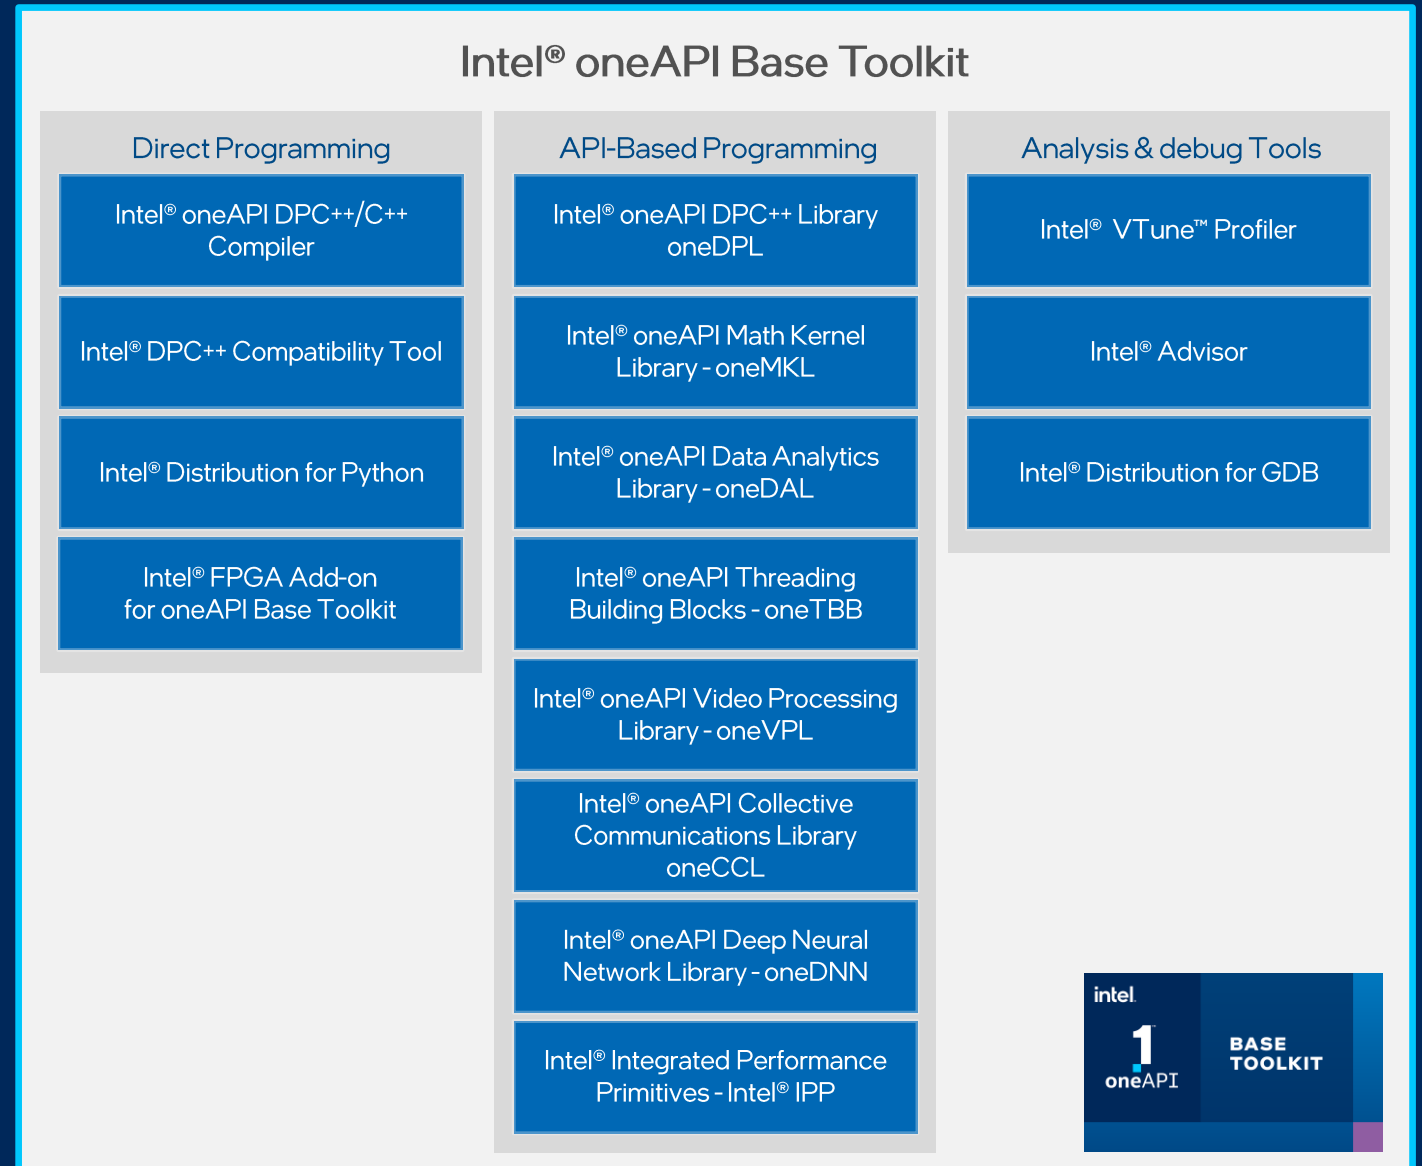 Intel® oneAPI Base Toolkit
Direct Programming
Intel® oneAPI DPC++/C++
Compiler
Intel® DPC++ Compatibility Tool
Intel® Distribution for Python
Intel® FPGA Add-on
for oneAPI Base Toolkit
API-Based Programming
Intel® oneAPI DPC++ Library
oneDPL
Intel® oneAPI Math Kernel
Library - oneMKL
Intel® oneAPI Data Analytics
Library - oneDAL
Intel® oneAPI Threading
Building Blocks - oneTBB
Intel® oneAPI Video Processing
Library - oneVPL
Intel® oneAPI Collective
Communications Library
oneCCL
Intel® oneAPI Deep Neural
Network Library - oneDNN
Intel® Integrated Performance
Primitives - Intel® IPP
Analysis & debug Tools
Intel® VTune™ Profiler
Intel® Advisor
Intel® Distribution for GDB
intel.
1
oneAPI
BASE
TOOLKIT